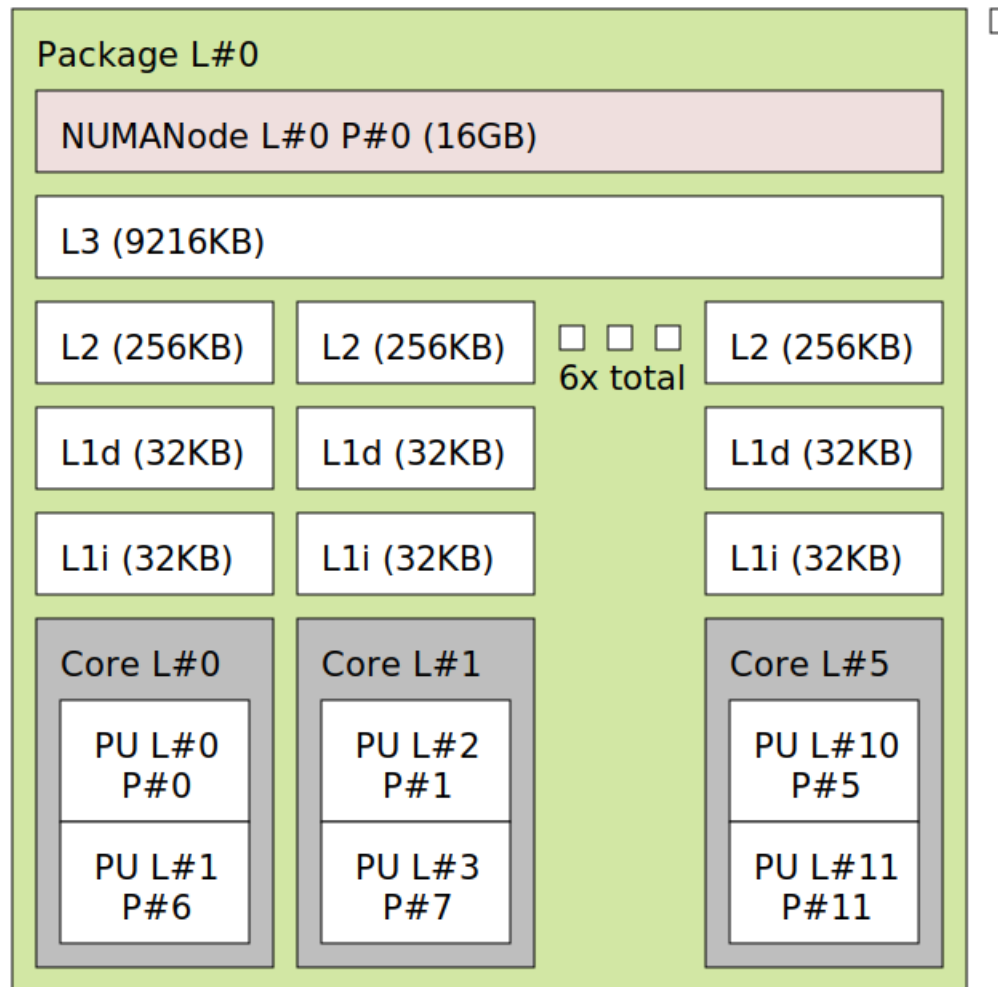 Package L#0
NUMANode L#0 P#0 (16GB)
L3 (9216KB)
L2 (256KB)
L2 (256KB)
6x total
L2 (256KB)
L1d (32KB)
L1d (32KB)
L1d (32KB)
L1i (32KB)
L1i (32KB)
L1i (32KB)
Core L#0
Core L#1
Core L#5
PU L#0
P#0
PU L#2
P#1
PU L#10
P#5
PU L#1
P#6
PU L#3
P#7
PU L#11
P#11